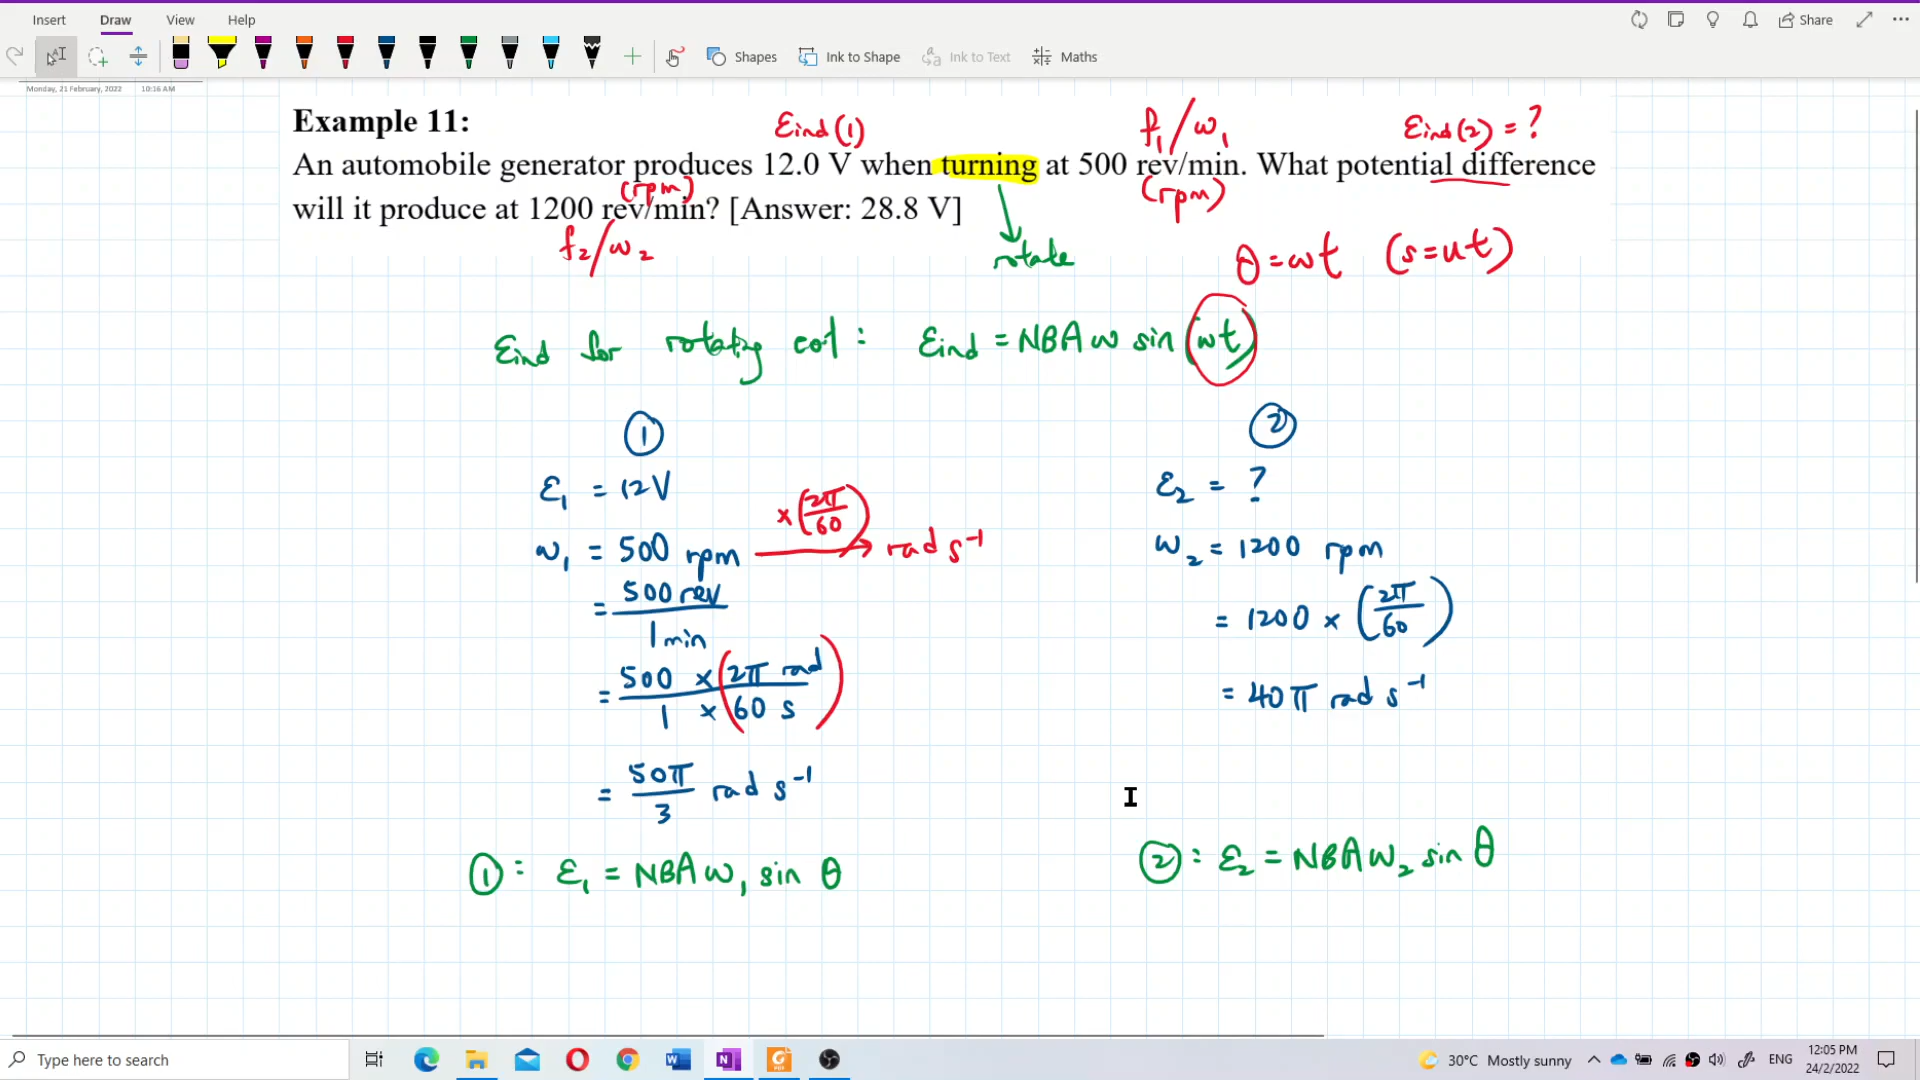 Insert Draw View Help Share
Shapes Ink to Shape Ink to Text Maths
Monday, 21 February, 2022 10:16 AM
Example 11:
εind(1) f₁/ω₁ εind(2) = ?
An automobile generator produces 12.0 V when turning at 500 rev/min. What potential difference
(rpm) (rpm)
will it produce at 1200 rev/min? [Answer: 28.8 V]
f₂/ω₂ rotate θ = ωt (s=ut)
εind for rotating coil : εind = NBAω sin (ωt)
① ②
ε₁ = 12V ε₂ = ?
×(2π/60)
ω₁ = 500 rpm → rad s⁻¹ ω₂ = 1200 rpm
= 500 rev / 1 min = 1200 × (2π/60)
= 500 × (2π rad / 1 × 60 s) = 40π rad s⁻¹
= 50π/3 rad s⁻¹
① : ε₁ = NBAω₁ sin θ ② : ε₂ = NBAω₂ sin θ
Type here to search 30°C Mostly sunny ENG 12:05 PM
24/2/2022